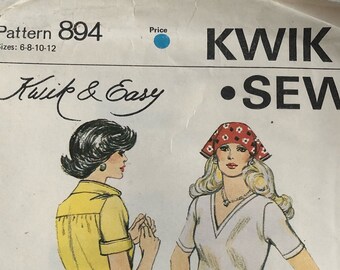 Pattern 894
Sizes: 6-8-10-12
Price
KWIK
•SEW
Kwik & Easy